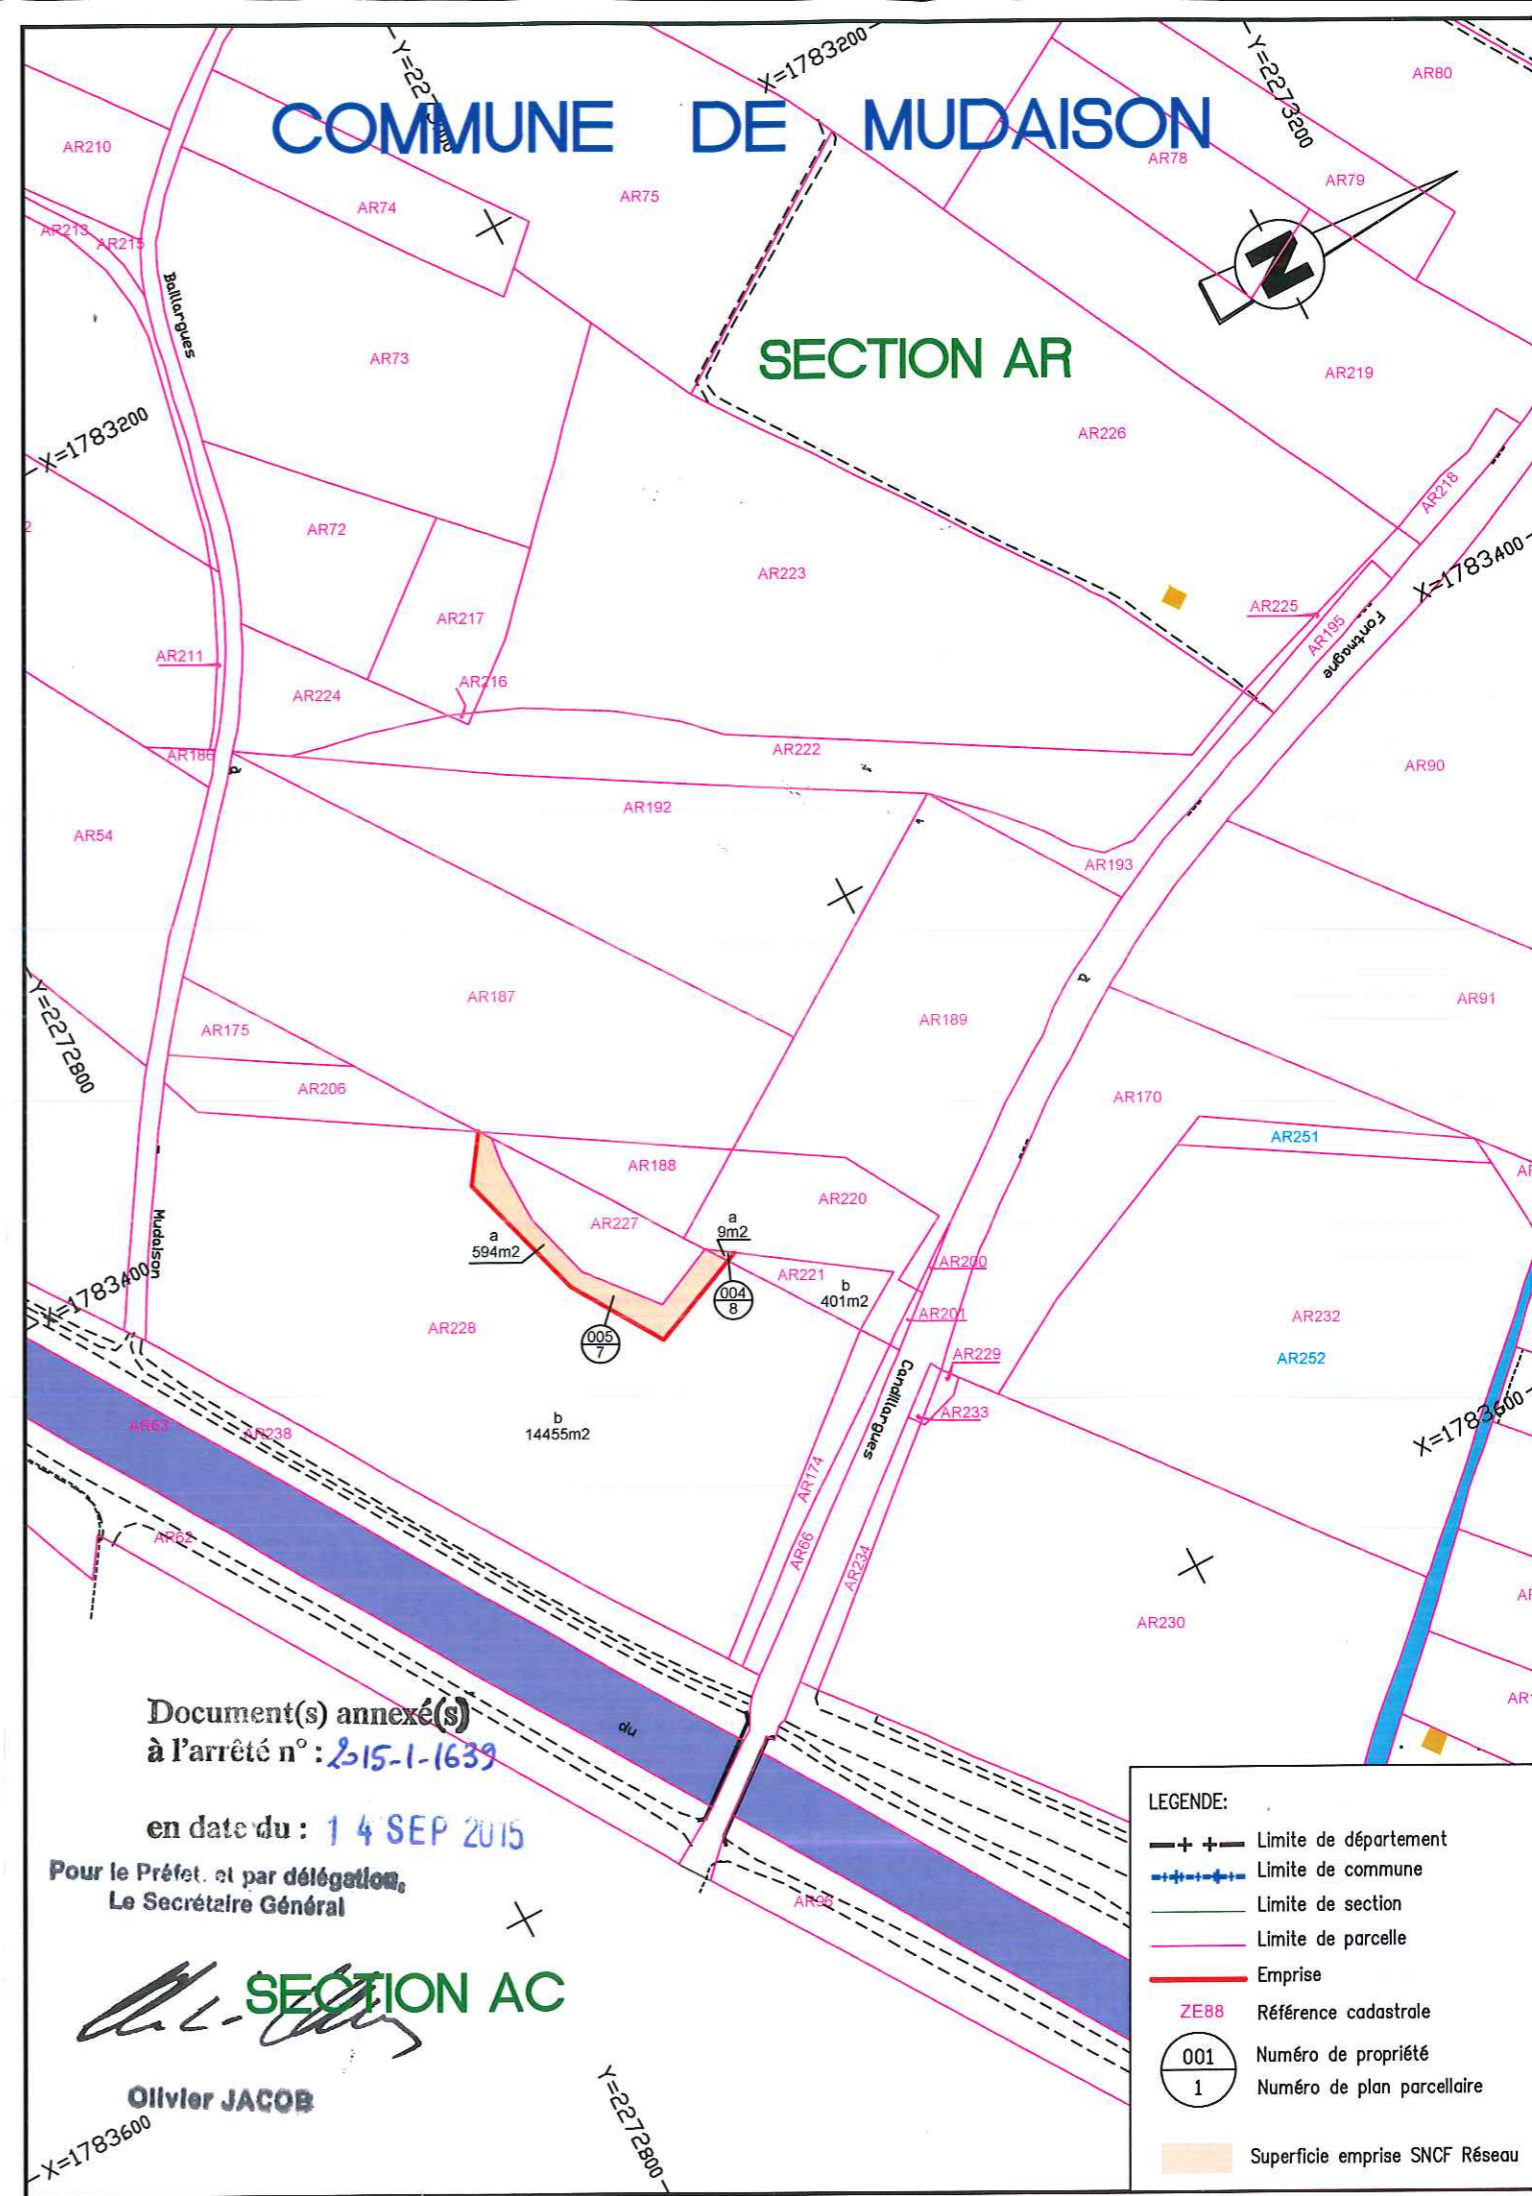 Y=2273200
X=1783200
AR80
COMMUNE DE MUDAISON
AR210
AR78
AR79
AR75
AR74
AR213
AR215
N
Baillargues
SECTION AR
AR73
AR219
X=1783200
AR226
AR218
AR72
X=1783400
AR223
AR225
AR217
AR195
Fontmagne
AR211
AR216
AR224
AR222
AR186
d
AR90
AR192
AR54
AR193
d
AR187
AR91
AR189
AR175
Y=2272800
AR206
AR170
AR251
AR188
AR220
Mudaison
AR227
a
9m2
a
594m2
AR200
AR221
b
401m2
X=1783400
004
8
AR201
AR232
AR228
005
7
AR229
AR252
Candillargues
AR233
AR63
AR238
b
14455m2
X=1783600
AR174
AR62
AR66
AR234
AR230
Document(s) annexé(s)
à l'arrêté n° : 2015-1-1639
du
en date du : 14 SEP 2015
Pour le Préfet, et par délégation,
Le Secrétaire Général
AR96
SECTION AC
Olivier JACOB
X=1783600
Y=2272800
LEGENDE:
Limite de département
Limite de commune
Limite de section
Limite de parcelle
Emprise
ZE88 Référence cadastrale
001 Numéro de propriété
1 Numéro de plan parcellaire
Superficie emprise SNCF Réseau